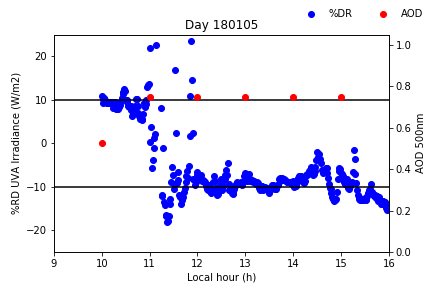 %DR AOD
Day 180105
%RD UVA Irradiance (W/m2)
20
10
0
−10
−20
1.0
0.8
0.6
0.4
0.2
0.0
AOD 500nm
9 10 11 12 13 14 15 16
Local hour (h)